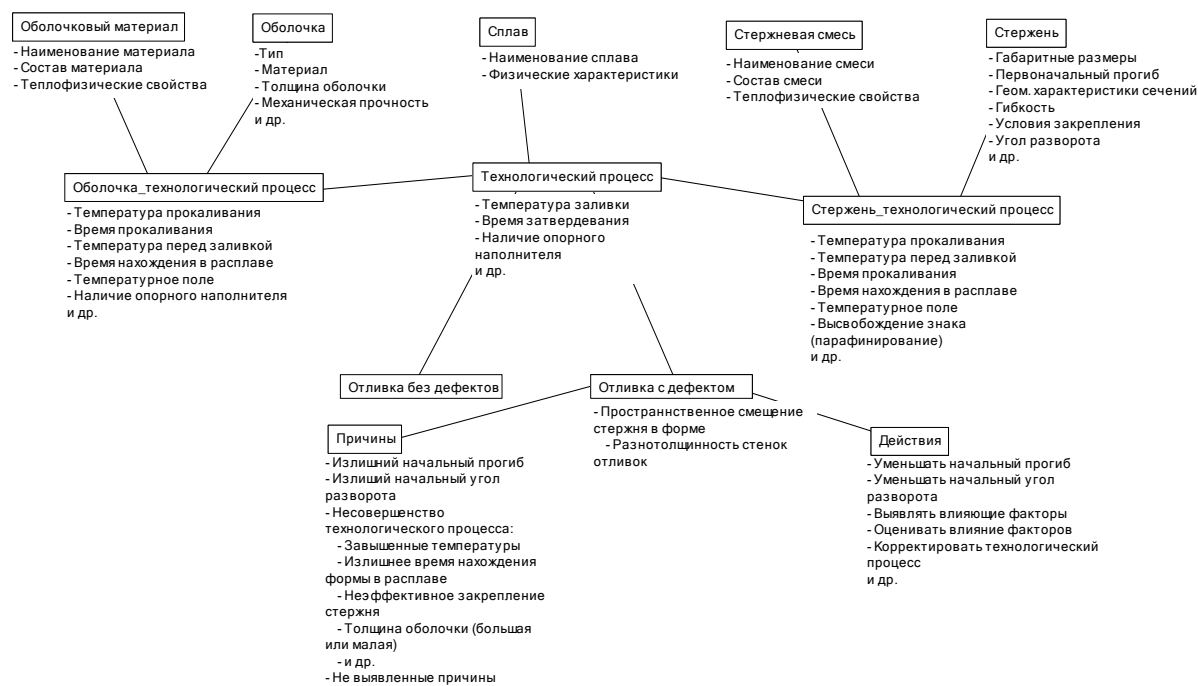 Оболочковый материал
- Наименование материала
- Состав материала
- Теплофизические свойства
Оболочка
-Тип
- Материал
- Толщина оболочки
- Механическая прочность
и др.
Сплав
- Наименование сплава
- Физические характеристики
Стержневая смесь
- Наименование смеси
- Состав смеси
- Теплофизические свойства
Стержень
- Габаритные размеры
- Первоначальный прогиб
- Геом. характеристики сечений
- Гибкость
- Условия закрепления
- Угол разворота
и др.
Оболочка_технологический процесс
- Температура прокаливания
- Время прокаливания
- Температура перед заливкой
- Время нахождения в расплаве
- Температурное поле
- Наличие опорного наполнителя
и др.
Технологический процесс
- Температура заливки
- Время затвердевания
- Наличие опорного
наполнителя
и др.
Стержень_технологический процесс
- Температура прокаливания
- Температура перед заливкой
- Время прокаливания
- Время нахождения в расплаве
- Температурное поле
- Высвобождение знака
(парафинирование)
и др.
Отливка без дефектов
Отливка с дефектом
-Ространнственное смещение
стержня в форме
- Разнотолщинность стенок
отливок
Причины
- Излишний начальный прогиб
- Излиший начальный угол
разворота
- Несовершенство
технологического процесса:
- Завышенные температуры
- Излишнее время нахождения
формы в расплаве
- Неэффективное закрепление
стержня
- Толщина оболочки (большая
или малая)
- и др.
- Не выявленные причины
Действия
- Уменьшать начальный прогиб
- Уменьшать начальный угол
разворота
- Выявлять влияющие факторы
- Оценивать влияние факторов
- Корректировать технологический
процесс
и др.